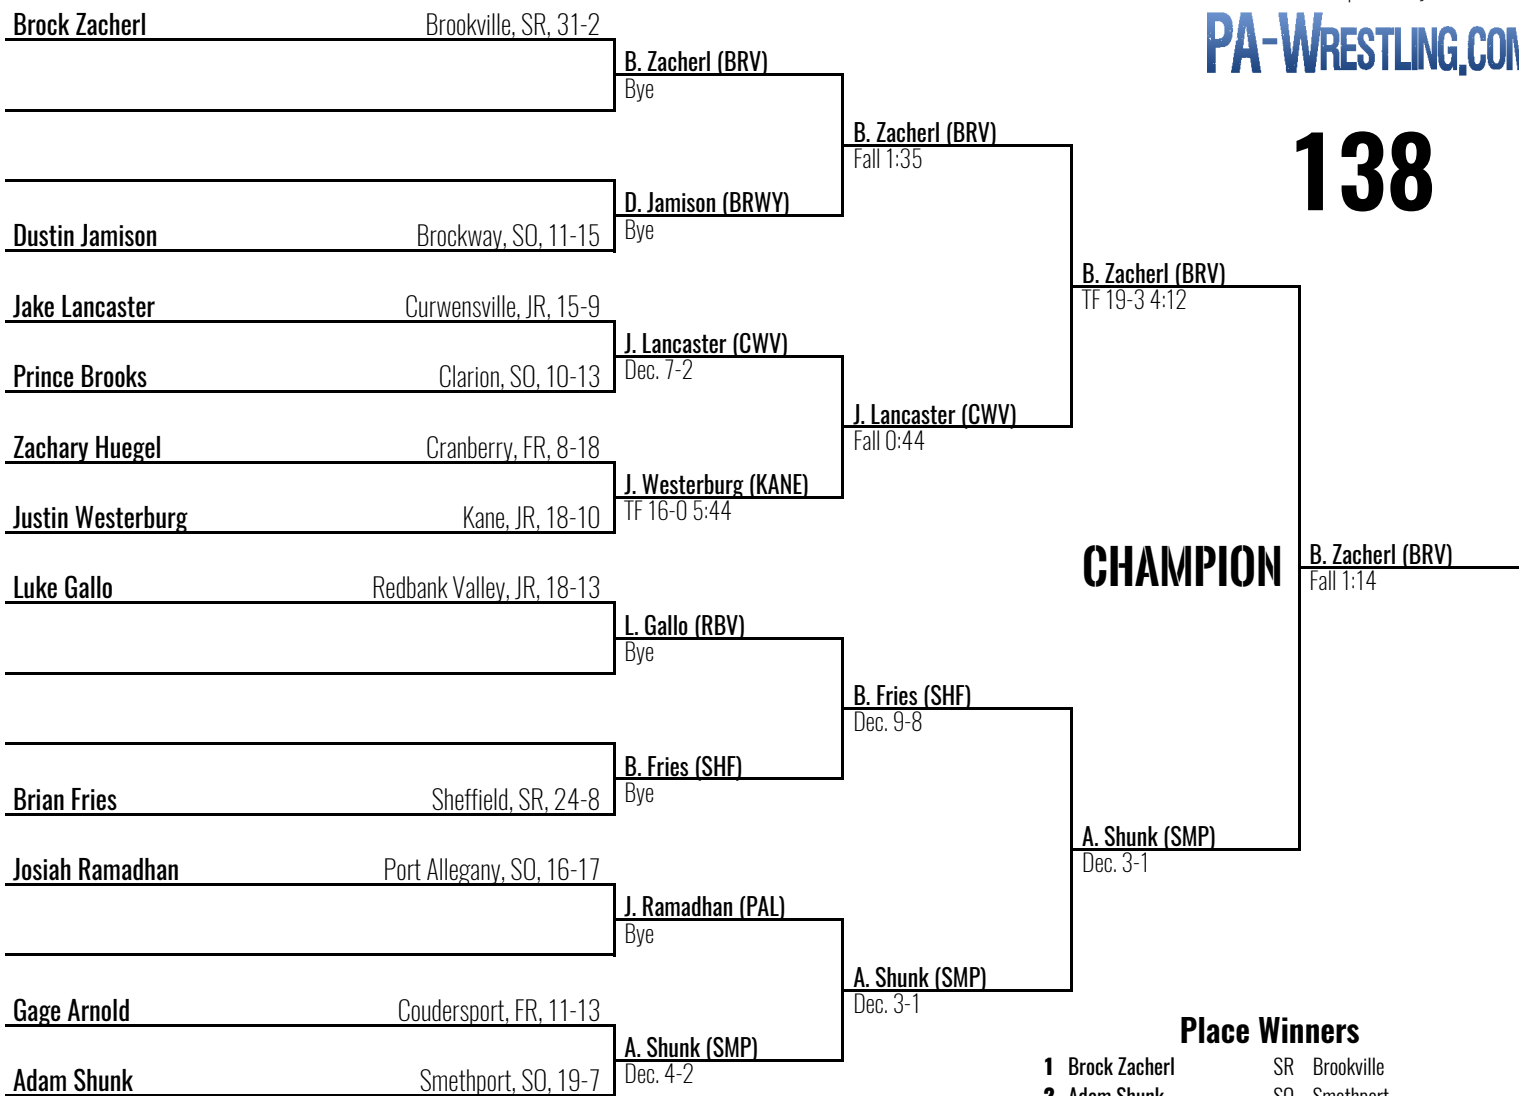 Brock Zacherl Brookville, SR, 31-2
B. Zacherl (BRV)
Bye
PA-WRESTLING.COM
B. Zacherl (BRV)
Fall 1:35
138
D. Jamison (BRWY)
Bye
Dustin Jamison Brockway, SO, 11-15
B. Zacherl (BRV)
TF 19-3 4:12
Jake Lancaster Curwensville, JR, 15-9
J. Lancaster (CWV)
Dec. 7-2
Prince Brooks Clarion, SO, 10-13
J. Lancaster (CWV)
Fall 0:44
Zachary Huegel Cranberry, FR, 8-18
J. Westerburg (KANE)
TF 16-0 5:44
Justin Westerburg Kane, JR, 18-10
CHAMPION
B. Zacherl (BRV)
Fall 1:14
Luke Gallo Redbank Valley, JR, 18-13
L. Gallo (RBV)
Bye
B. Fries (SHF)
Dec. 9-8
B. Fries (SHF)
Bye
Brian Fries Sheffield, SR, 24-8
A. Shunk (SMP)
Dec. 3-1
Josiah Ramadhan Port Allegany, SO, 16-17
J. Ramadhan (PAL)
Bye
A. Shunk (SMP)
Dec. 3-1
Gage Arnold Coudersport, FR, 11-13
A. Shunk (SMP)
Dec. 4-2
Adam Shunk Smethport, SO, 19-7
Place Winners
1 Brock Zacherl SR Brookville
2 Adam Shunk SO Smethport